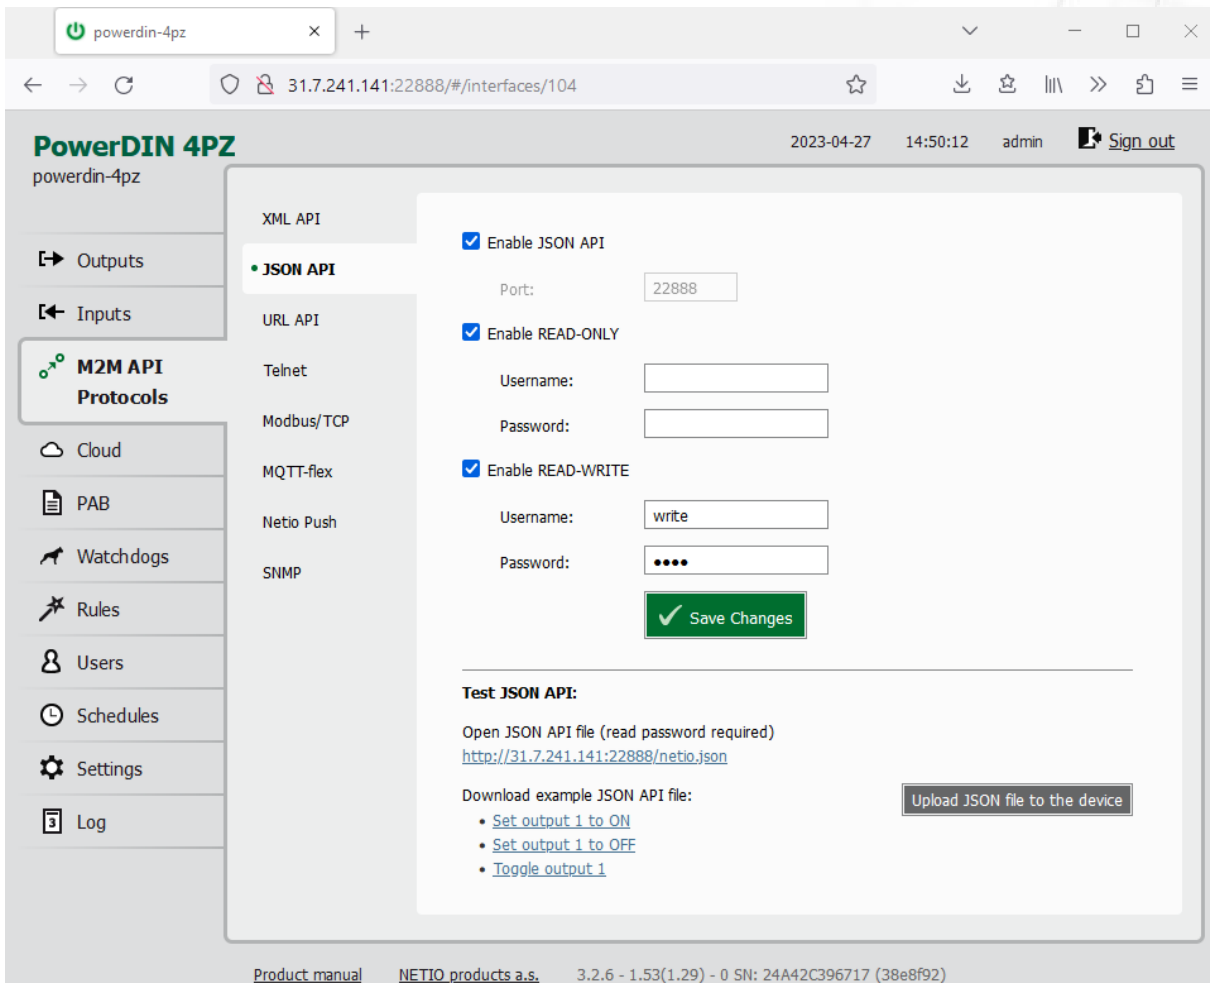 powerdin-4pz
31.7.241.141:22888/#/interfaces/104
PowerDIN 4PZ
powerdin-4pz
2023-04-27 14:50:12 admin Sign out
Outputs
Inputs
M2M API
Protocols
Cloud
PAB
Watchdogs
Rules
Users
Schedules
Settings
3 Log
XML API
• JSON API
URL API
Telnet
Modbus/TCP
MQTT-flex
Netio Push
SNMP
Enable JSON API
Port: 22888
Enable READ-ONLY
Username:
Password:
Enable READ-WRITE
Username: write
Password: ••••
Save Changes
Test JSON API:
Open JSON API file (read password required)
http://31.7.241.141:22888/netio.json
Download example JSON API file:
• Set output 1 to ON
• Set output 1 to OFF
• Toggle output 1
Upload JSON file to the device
Product manual NETIO products a.s. 3.2.6 - 1.53(1.29) - 0 SN: 24A42C396717 (38e8f92)